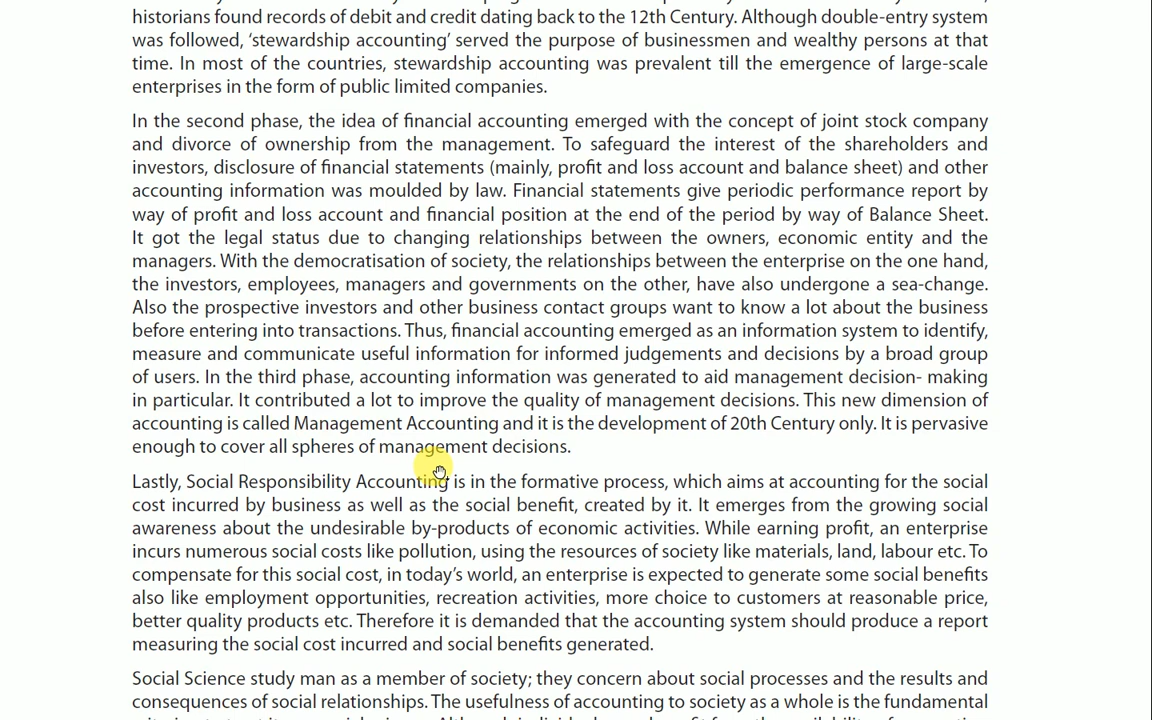 historians found records of debit and credit dating back to the 12th Century. Although double-entry system
was followed, ‘stewardship accounting’ served the purpose of businessmen and wealthy persons at that
time. In most of the countries, stewardship accounting was prevalent till the emergence of large-scale
enterprises in the form of public limited companies.
In the second phase, the idea of financial accounting emerged with the concept of joint stock company
and divorce of ownership from the management. To safeguard the interest of the shareholders and
investors, disclosure of financial statements (mainly, profit and loss account and balance sheet) and other
accounting information was moulded by law. Financial statements give periodic performance report by
way of profit and loss account and financial position at the end of the period by way of Balance Sheet.
It got the legal status due to changing relationships between the owners, economic entity and the
managers. With the democratisation of society, the relationships between the enterprise on the one hand,
the investors, employees, managers and governments on the other, have also undergone a sea-change.
Also the prospective investors and other business contact groups want to know a lot about the business
before entering into transactions. Thus, financial accounting emerged as an information system to identify,
measure and communicate useful information for informed judgements and decisions by a broad group
of users. In the third phase, accounting information was generated to aid management decision- making
in particular. It contributed a lot to improve the quality of management decisions. This new dimension of
accounting is called Management Accounting and it is the development of 20th Century only. It is pervasive
enough to cover all spheres of management decisions.
Lastly, Social Responsibility Accounting is in the formative process, which aims at accounting for the social
cost incurred by business as well as the social benefit, created by it. It emerges from the growing social
awareness about the undesirable by-products of economic activities. While earning profit, an enterprise
incurs numerous social costs like pollution, using the resources of society like materials, land, labour etc. To
compensate for this social cost, in today’s world, an enterprise is expected to generate some social benefits
also like employment opportunities, recreation activities, more choice to customers at reasonable price,
better quality products etc. Therefore it is demanded that the accounting system should produce a report
measuring the social cost incurred and social benefits generated.
Social Science study man as a member of society; they concern about social processes and the results and
consequences of social relationships. The usefulness of accounting to society as a whole is the fundamental